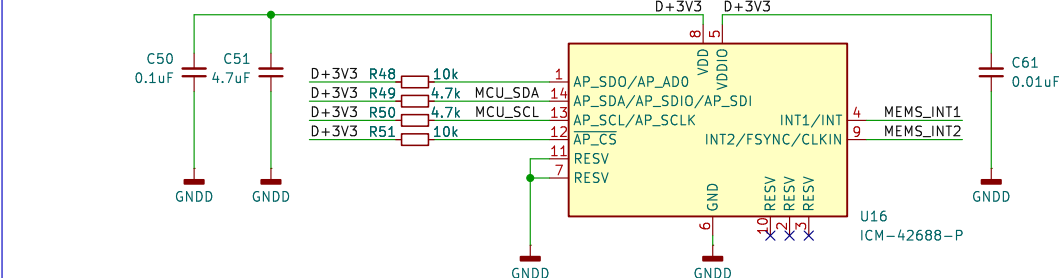 D+3V3 D+3V3
8 5
C50 0.1uF
C51 4.7uF
C61 0.01uF
VDD VDDIO
D+3V3 R48 10k 1 AP_SDO/AP_AD0
D+3V3 R49 4.7k MCU_SDA 14 AP_SDA/AP_SDIO/AP_SDI
D+3V3 R50 4.7k MCU_SCL 13 AP_SCL/AP_SCLK INT1/INT 4 MEMS_INT1
D+3V3 R51 10k 12 AP_CS INT2/FSYNC/CLKIN 9 MEMS_INT2
11 RESV
7 RESV
GND RESV RESV RESV
6 10 2 3
U16
ICM-42688-P
GNDD GNDD GNDD
GNDD GNDD